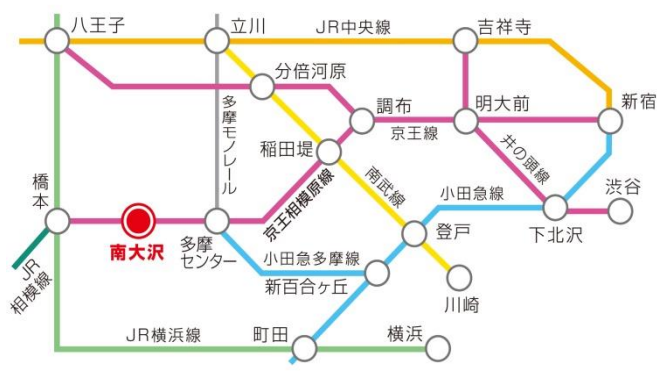 八王子
立川
JR中央線
吉祥寺
分倍河原
多摩モノレール
調布
明大前
新宿
京王線
稲田堤
井の頭線
橋本
京王相模原線
南武線
小田急線
渋谷
南大沢
多摩
センター
登戸
下北沢
小田急多摩線
JR
相模線
新百合ヶ丘
川崎
JR横浜線
町田
横浜